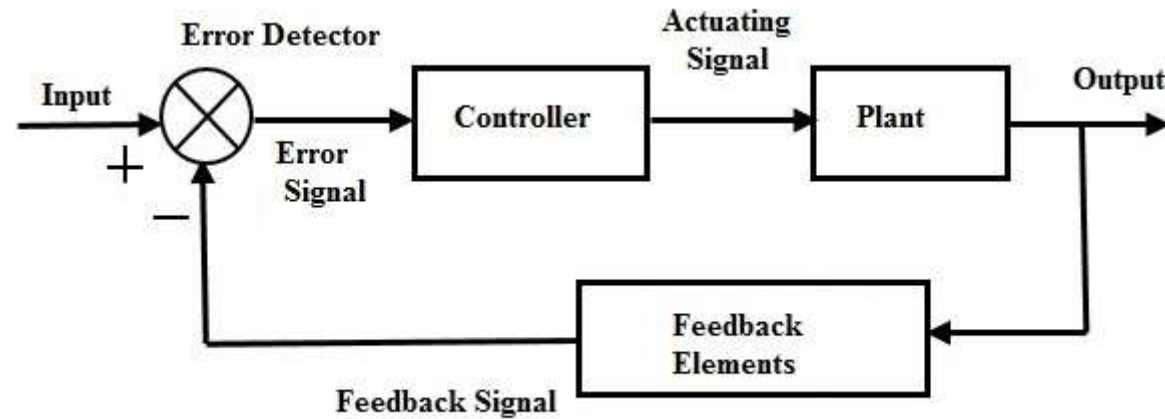 Error Detector
Actuating
Signal
Input
Output
Controller
Plant
+
Error
Signal
−
Feedback
Elements
Feedback Signal